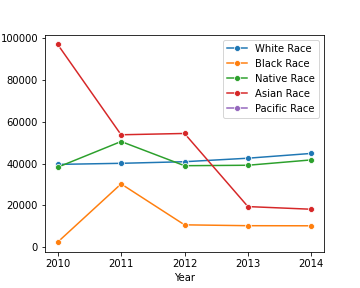 100000
80000
60000
40000
20000
0
2010 2011 2012 2013 2014
Year
White Race
Black Race
Native Race
Asian Race
Pacific Race